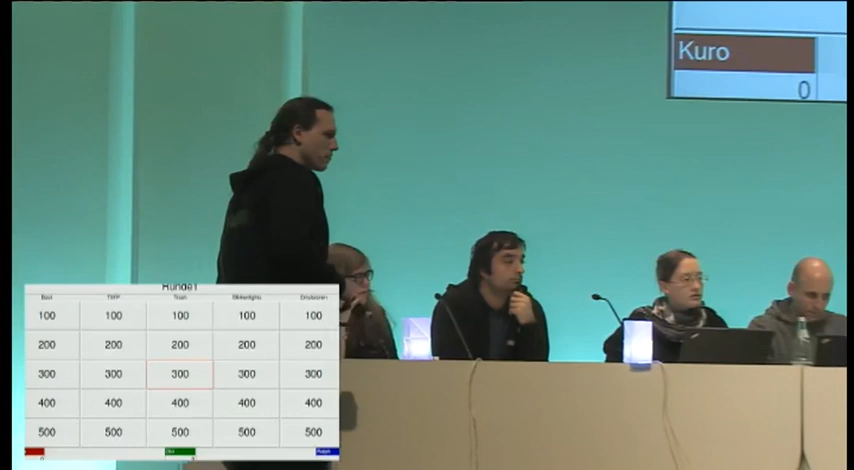 Kuro
0
Runde1
100 100 100 100 100
200 200 200 200 200
300 300 300 300 300
400 400 400 400 400
500 500 500 500 500